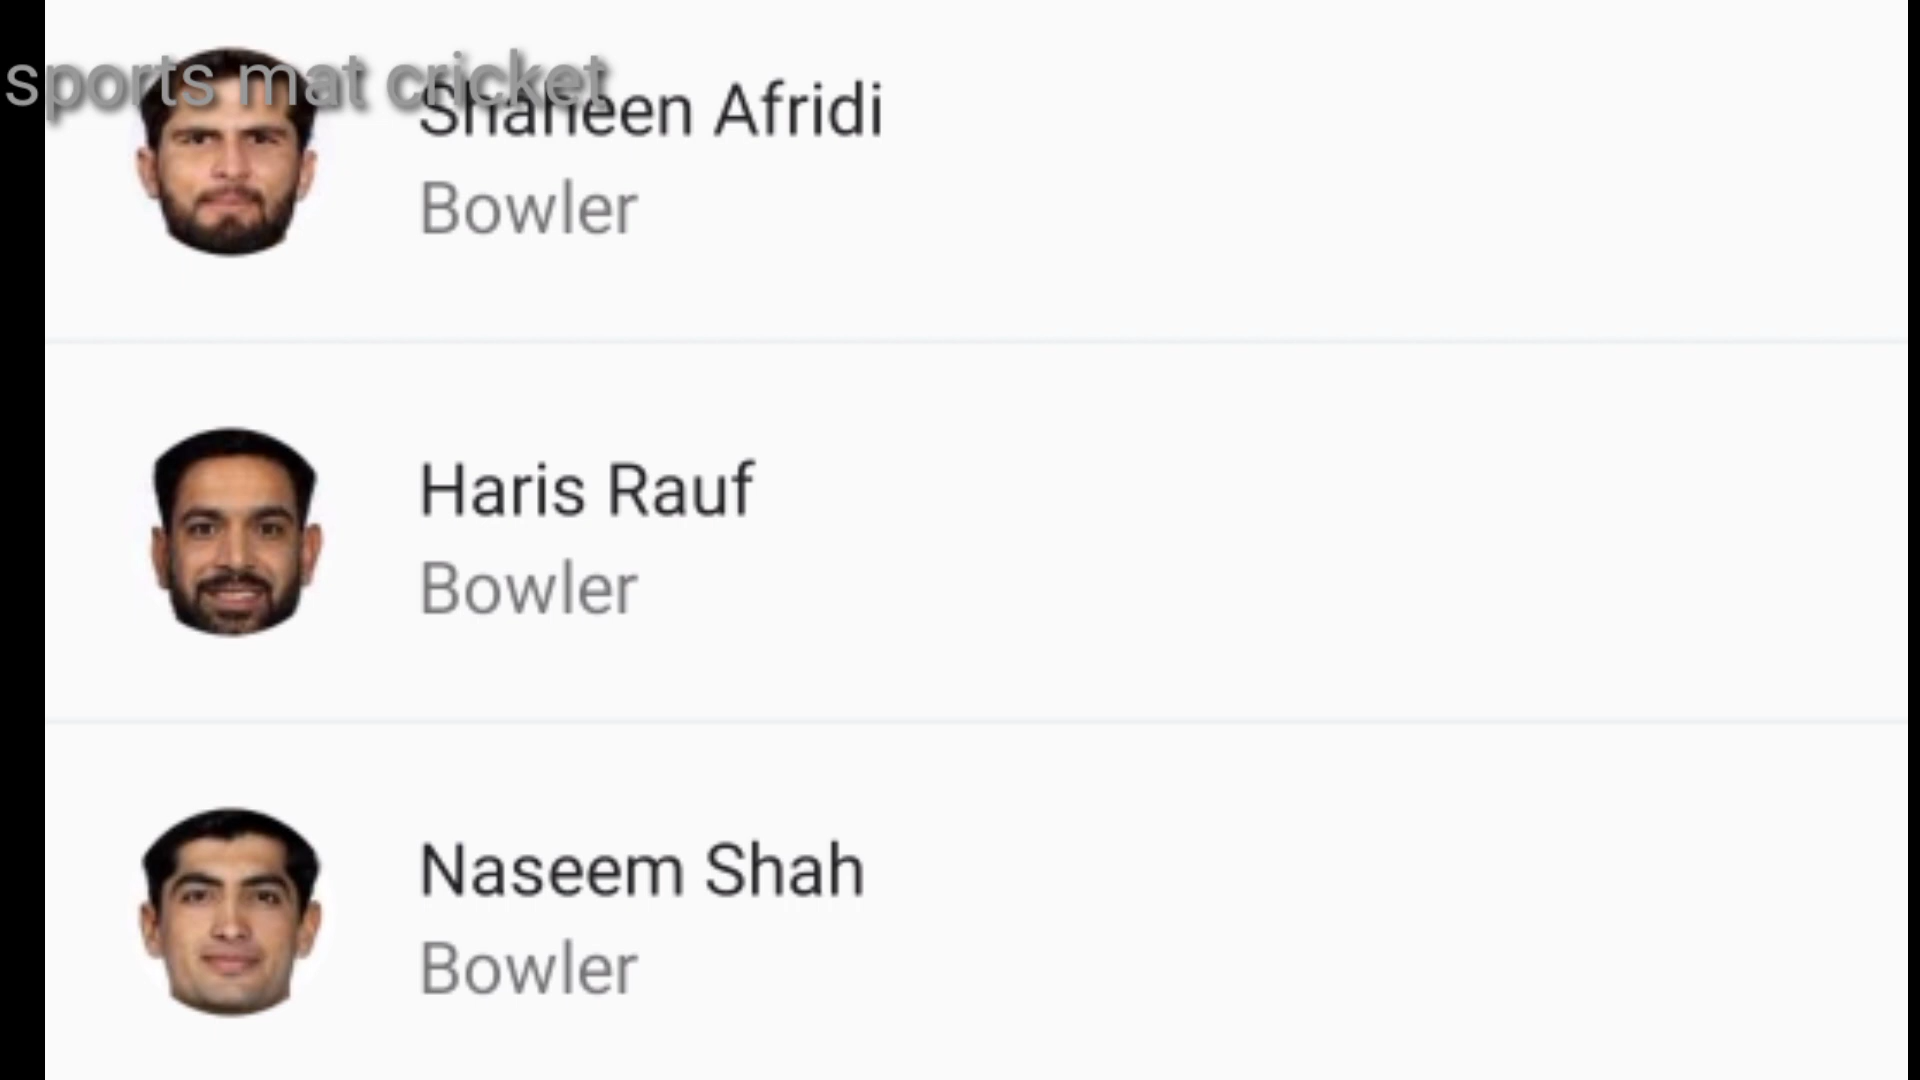 sports mat cricket
Shaheen Afridi
Bowler
Haris Rauf
Bowler
Naseem Shah
Bowler